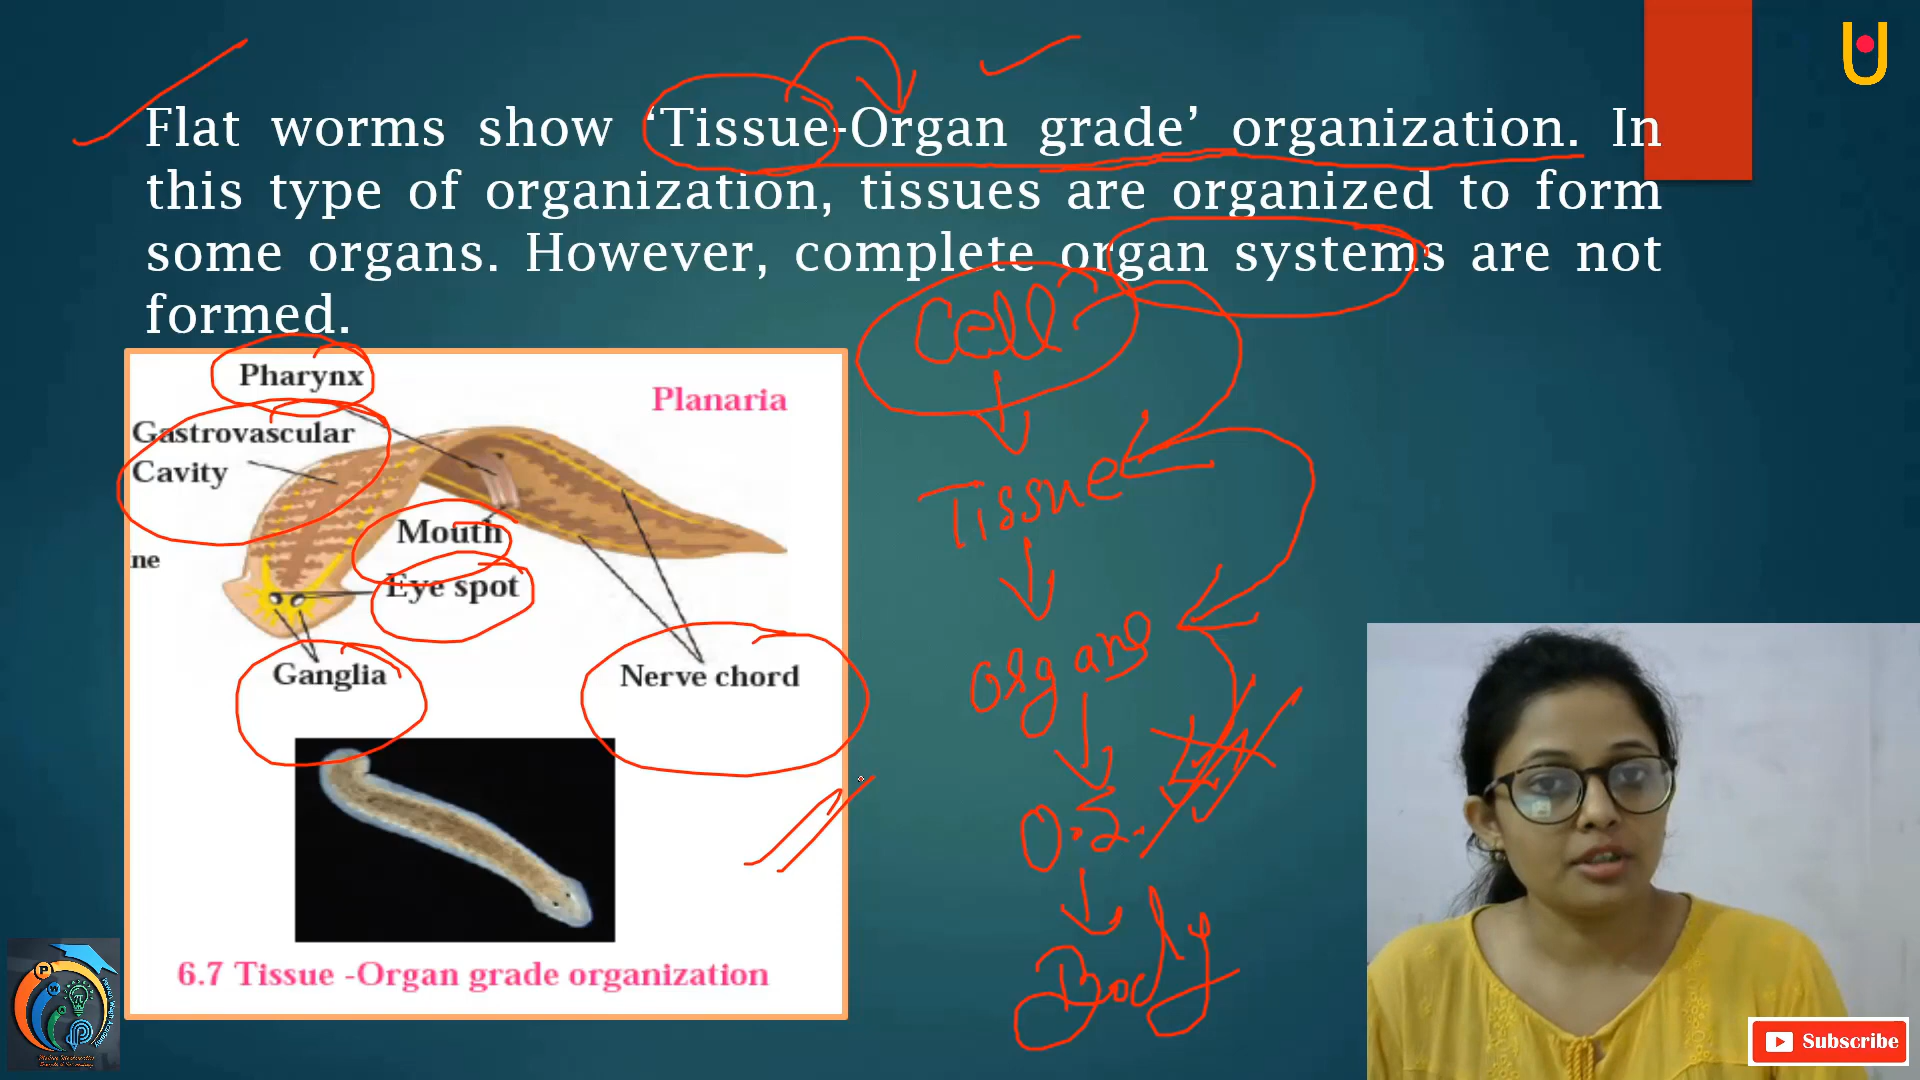 Flat worms show ‘Tissue-Organ grade’ organization. In
this type of organization, tissues are organized to form
some organs. However, complete organ systems are not
formed.
Pharynx
Planaria
Gastrovascular
Cavity
Mouth
ne
Eye spot
Ganglia
Nerve chord
6.7 Tissue -Organ grade organization
Cell
Tissue
Organs
O.S.
Body
Subscribe